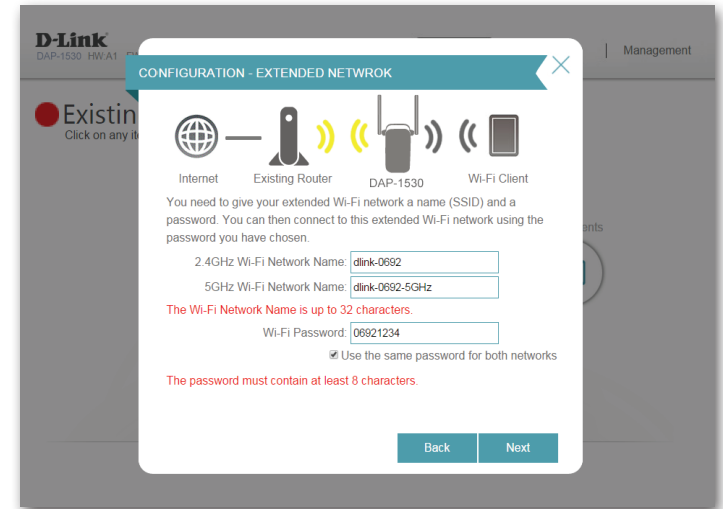 D-Link
DAP-1530 HW:A1
Management
CONFIGURATION - EXTENDED NETWROK
Existin
Click on any it
Internet
Existing Router
DAP-1530
Wi-Fi Client
You need to give your extended Wi-Fi network a name (SSID) and a
password. You can then connect to this extended Wi-Fi network using the
password you have chosen.
2.4GHz Wi-Fi Network Name: dlink-0692
5GHz Wi-Fi Network Name: dlink-0692-5GHz
The Wi-Fi Network Name is up to 32 characters.
Wi-Fi Password: 06921234
Use the same password for both networks
The password must contain at least 8 characters.
Back
Next